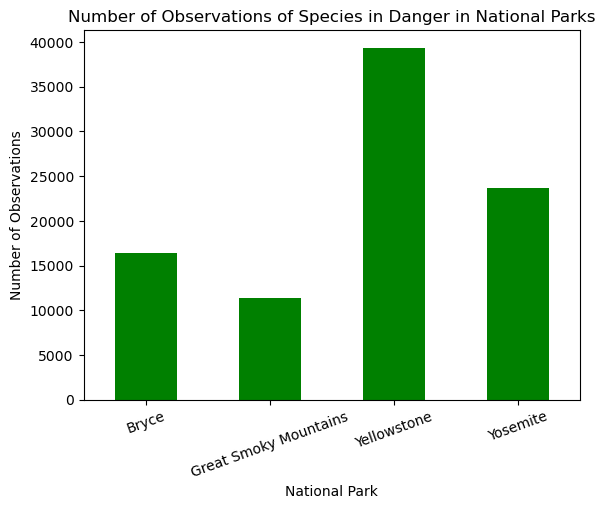 Number of Observations of Species in Danger in National Parks
40000
35000
30000
25000
20000
15000
10000
5000
0
Number of Observations
Bryce
Great Smoky Mountains
Yellowstone
Yosemite
National Park